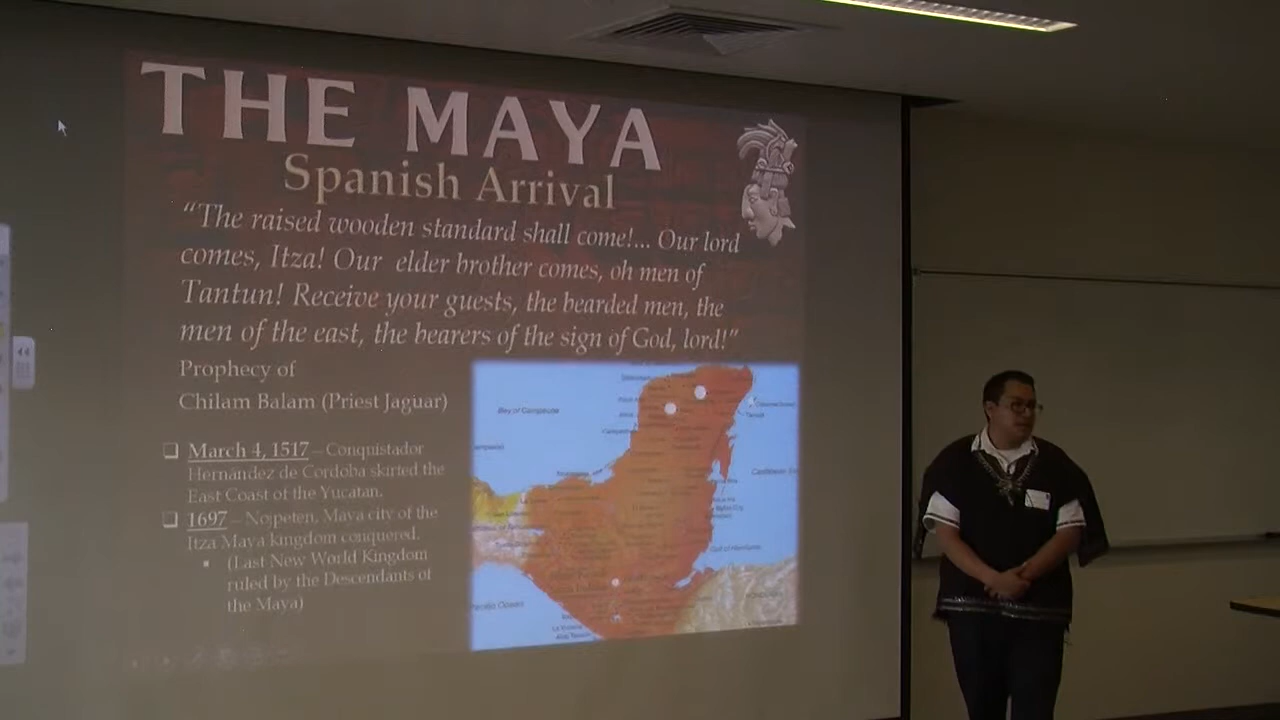 THE MAYA
Spanish Arrival
“The raised wooden standard shall come!... Our lord
comes, Itza! Our elder brother comes, oh men of
Tantun! Receive your guests, the bearded men, the
men of the east, the bearers of the sign of God, lord!”
Prophecy of
Chilam Balam (Priest Jaguar)
❑ March 4, 1517 – Conquistador
Hernández de Cordoba skirted the
East Coast of the Yucatan.
❑ 1697 – Nojpeten, Maya city of the
Itza Maya kingdom conquered.
▪ (Last New World Kingdom
ruled by the Descendants of
the Maya)
Bay of Campeche
Caribbean
Gulf of Honduras
Pacific Ocean